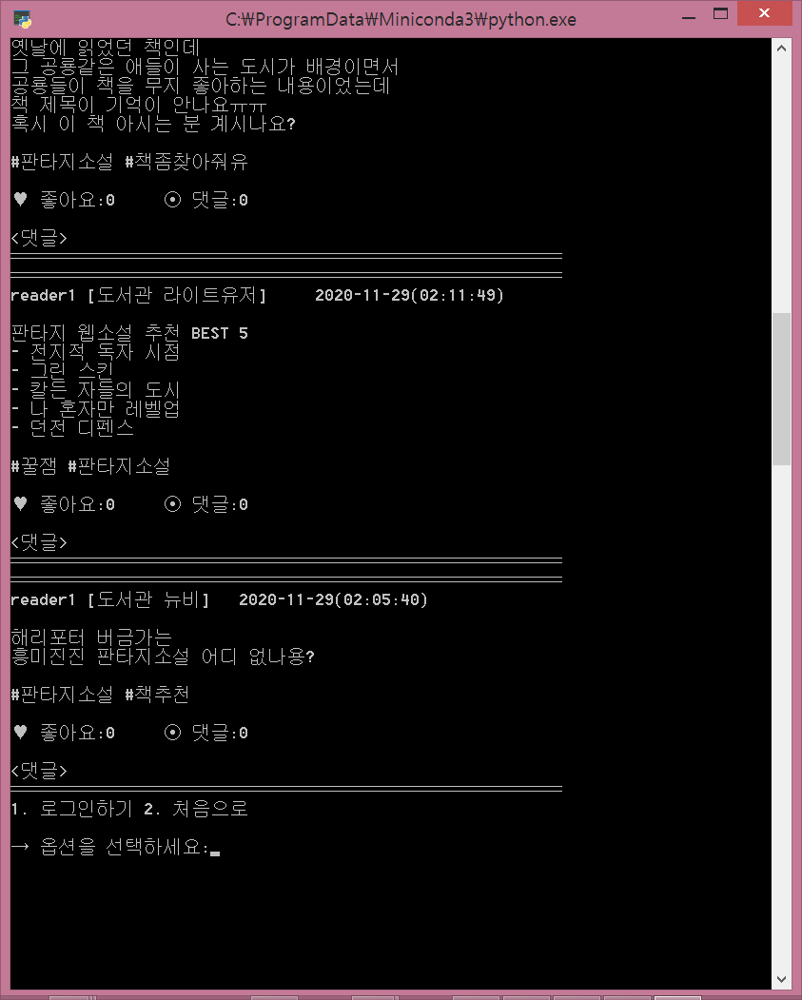 C:₩ProgramData₩Miniconda3₩python.exe
옛날에 읽었던 책인데
그 공룡같은 애들이 사는 도시가 배경이면서
공룡들이 책을 무지 좋아하는 내용이었는데
책 제목이 기억이 안나요ㅠㅠ
혹시 이 책 아시는 분 계시나요?
#판타지소설 #책좀찾아줘유
♥ 좋아요:0 ⊙ 댓글:0
<댓글>
reader1 [도서관 라이트유저] 2020-11-29(02:11:49)
판타지 웹소설 추천 BEST 5
- 전지적 독자 시점
- 그린 스킨
- 칼든 자들의 도시
- 나 혼자만 레벨업
- 던전 디펜스
#꿀잼 #판타지소설
♥ 좋아요:0 ⊙ 댓글:0
<댓글>
reader1 [도서관 뉴비] 2020-11-29(02:05:40)
해리포터 버금가는
흥미진진 판타지소설 어디 없나용?
#판타지소설 #책추천
♥ 좋아요:0 ⊙ 댓글:0
<댓글>
1. 로그인하기 2. 처음으로
→ 옵션을 선택하세요: